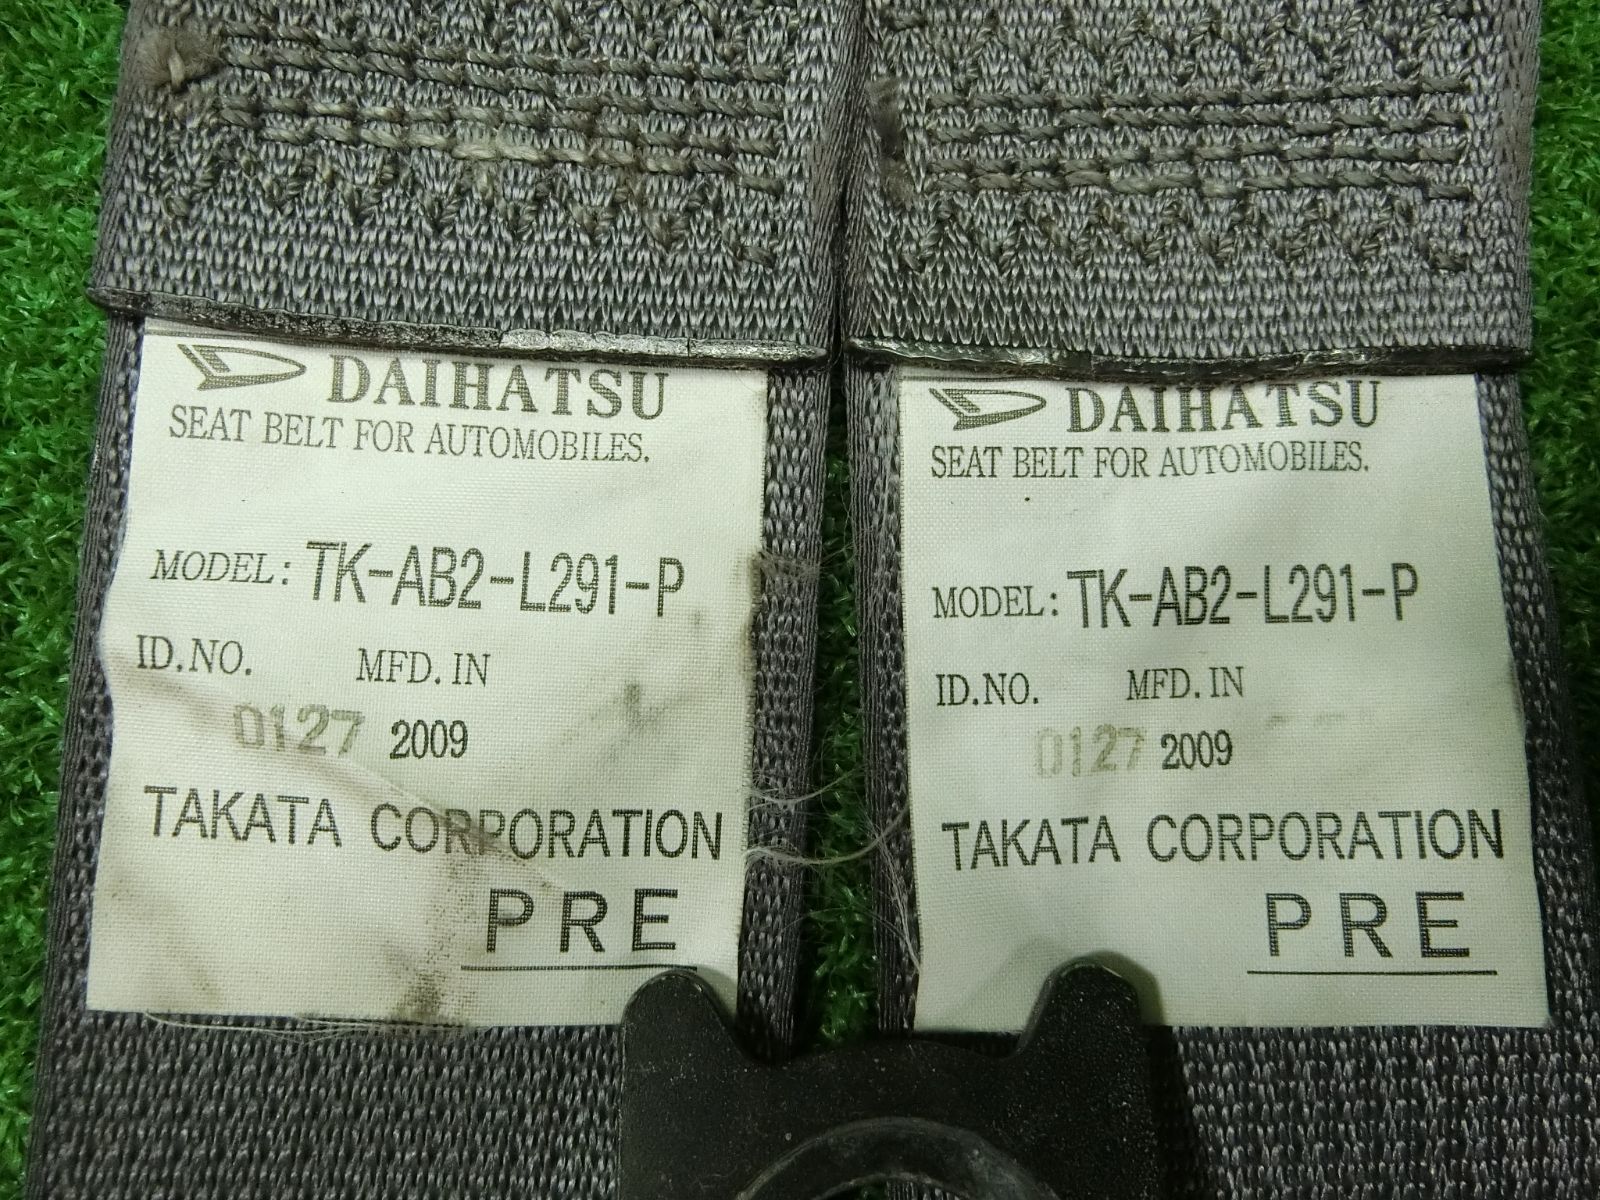 DAIHATSU
SEAT BELT FOR AUTOMOBILES.
MODEL: TK-AB2-L291-P
ID.NO. MFD. IN
0127 2009
TAKATA CORPORATION
PRE
DAIHATSU
SEAT BELT FOR AUTOMOBILES.
MODEL: TK-AB2-L291-P
ID.NO. MFD. IN
0127 2009
TAKATA CORPORATION
PRE